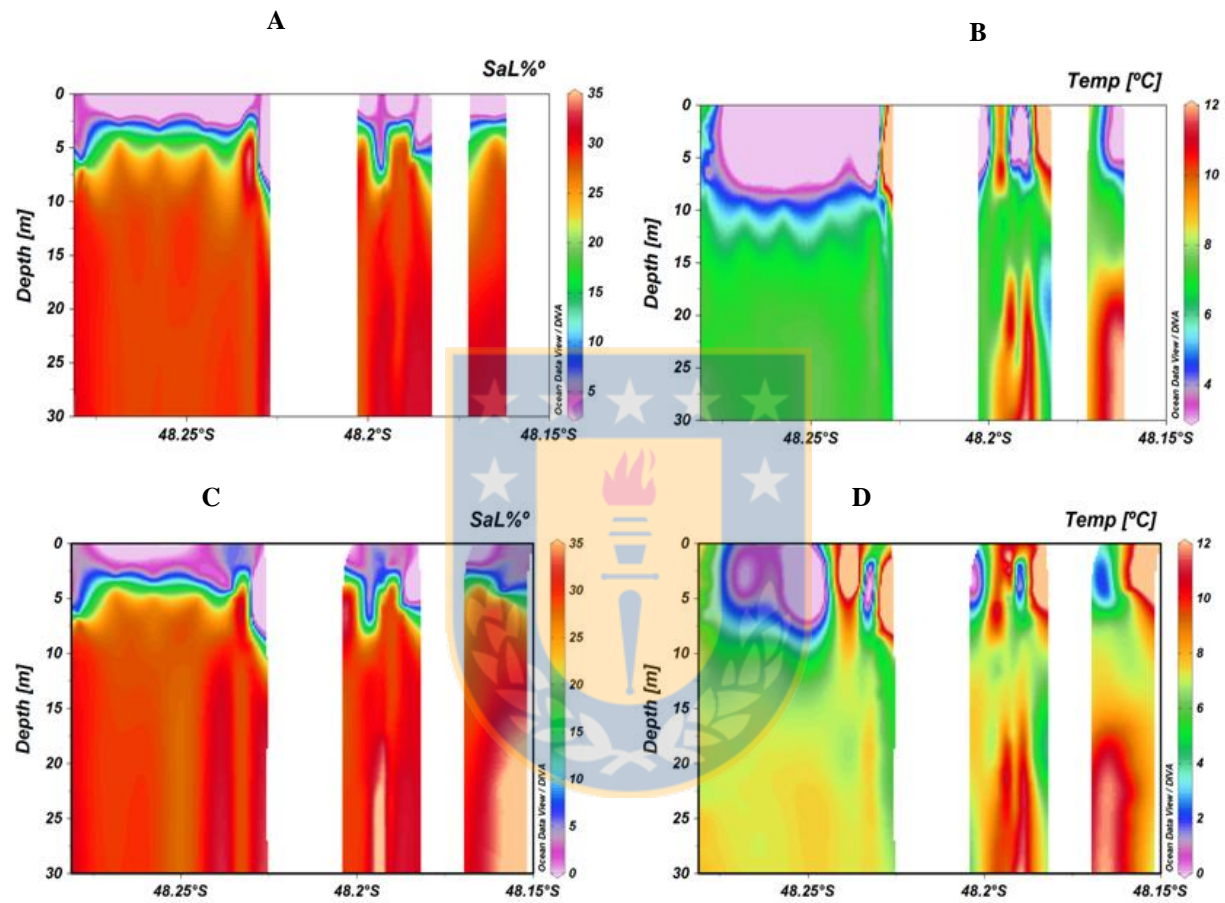 A
B
SaL%º
Temp [ºC]
0
5
10
15
20
25
30
Depth [m]
48.25°S
48.2°S
48.15°S
35
30
25
20
15
10
5
Ocean Data View / DIVA
0
5
10
15
20
25
30
Depth [m]
48.25°S
48.2°S
48.15°S
12
10
8
6
4
Ocean Data View / DIVA
C
D
SaL%º
Temp [ºC]
0
5
10
15
20
25
30
Depth [m]
48.25°S
48.2°S
48.15°S
35
30
25
20
15
10
5
0
Ocean Data View / DIVA
0
5
10
15
20
25
30
Depth [m]
48.25°S
48.2°S
48.15°S
12
10
8
6
4
2
0
Ocean Data View / DIVA